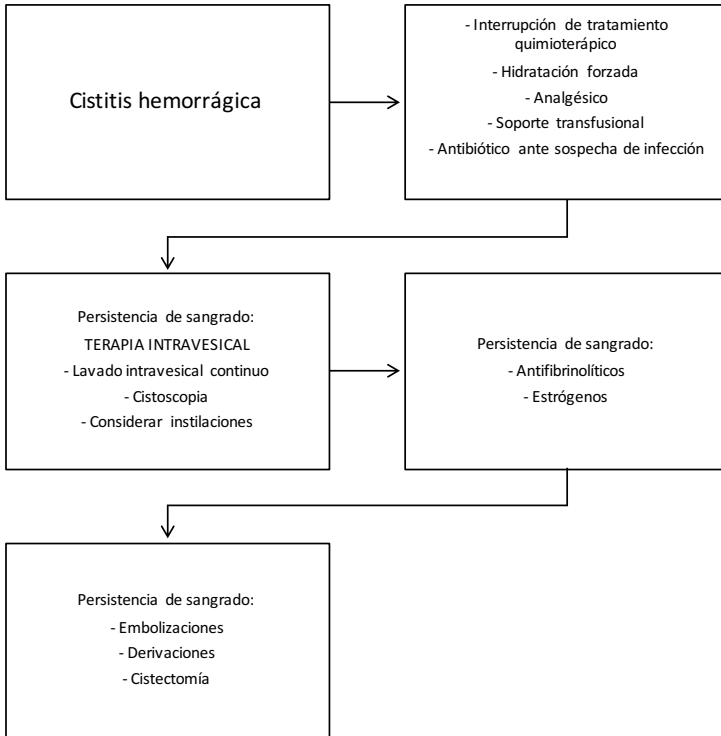 Cistitis hemorrágica
- Interrupción de tratamiento
quimioterápico
- Hidratación forzada
- Analgésico
- Soporte transfusional
- Antibiótico ante sospecha de infección
Persistencia de sangrado:
TERAPIA INTRAVESICAL
- Lavado intravesical continuo
- Cistoscopia
- Considerar instilaciones
Persistencia de sangrado:
- Antifibrinolíticos
- Estrógenos
Persistencia de sangrado:
- Embolizaciones
- Derivaciones
- Cistectomía